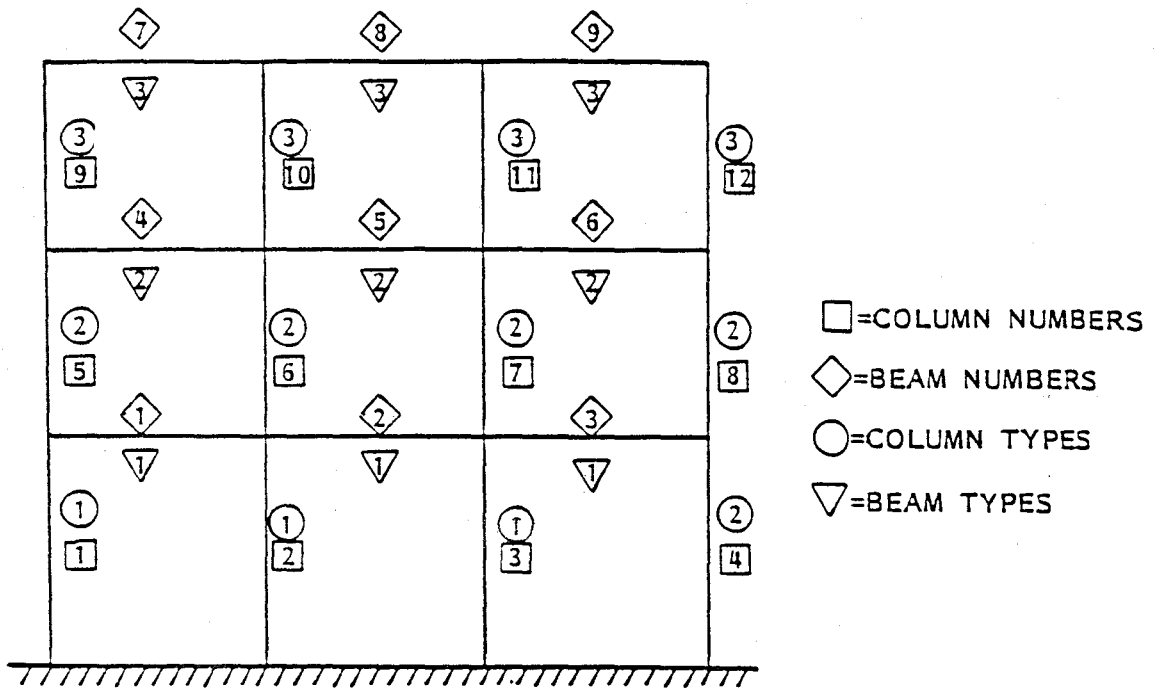 7 8 9
3 3 3
3 3 3 3
9 10 11 12
4 5 6
2 2 2
2 2 2 2
5 6 7 8
1 2 3
1 1 1
1 1 1 2
1 2 3 4
=COLUMN NUMBERS
=BEAM NUMBERS
=COLUMN TYPES
=BEAM TYPES